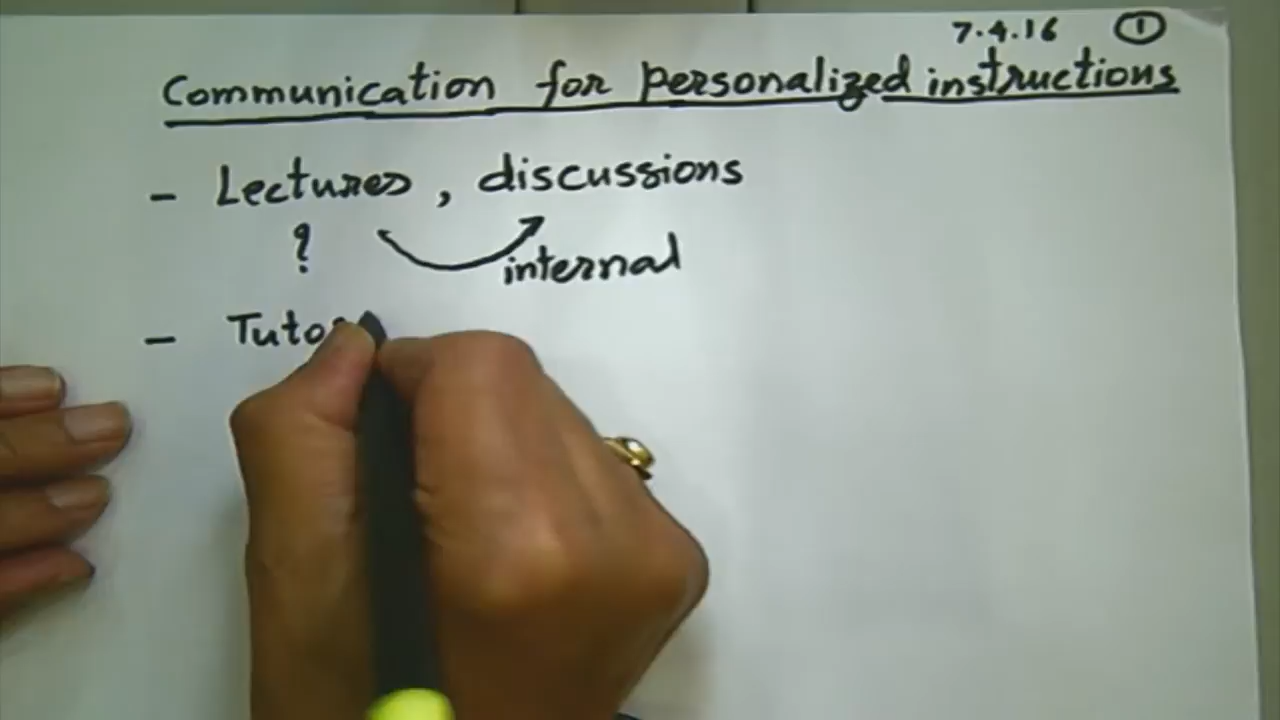 7.4.16 ①
Communication for personalized instructions
- Lectures, discussions
?
internal
- Tuto